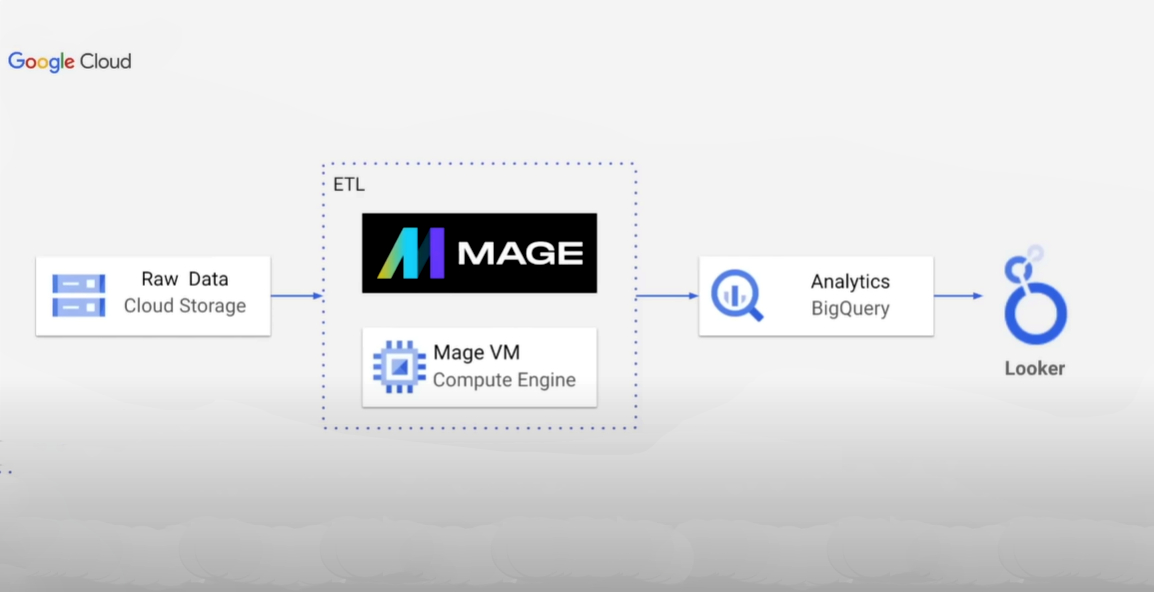 Google Cloud
ETL
MAGE
Raw Data
Cloud Storage
Mage VM
Compute Engine
Analytics
BigQuery
Looker